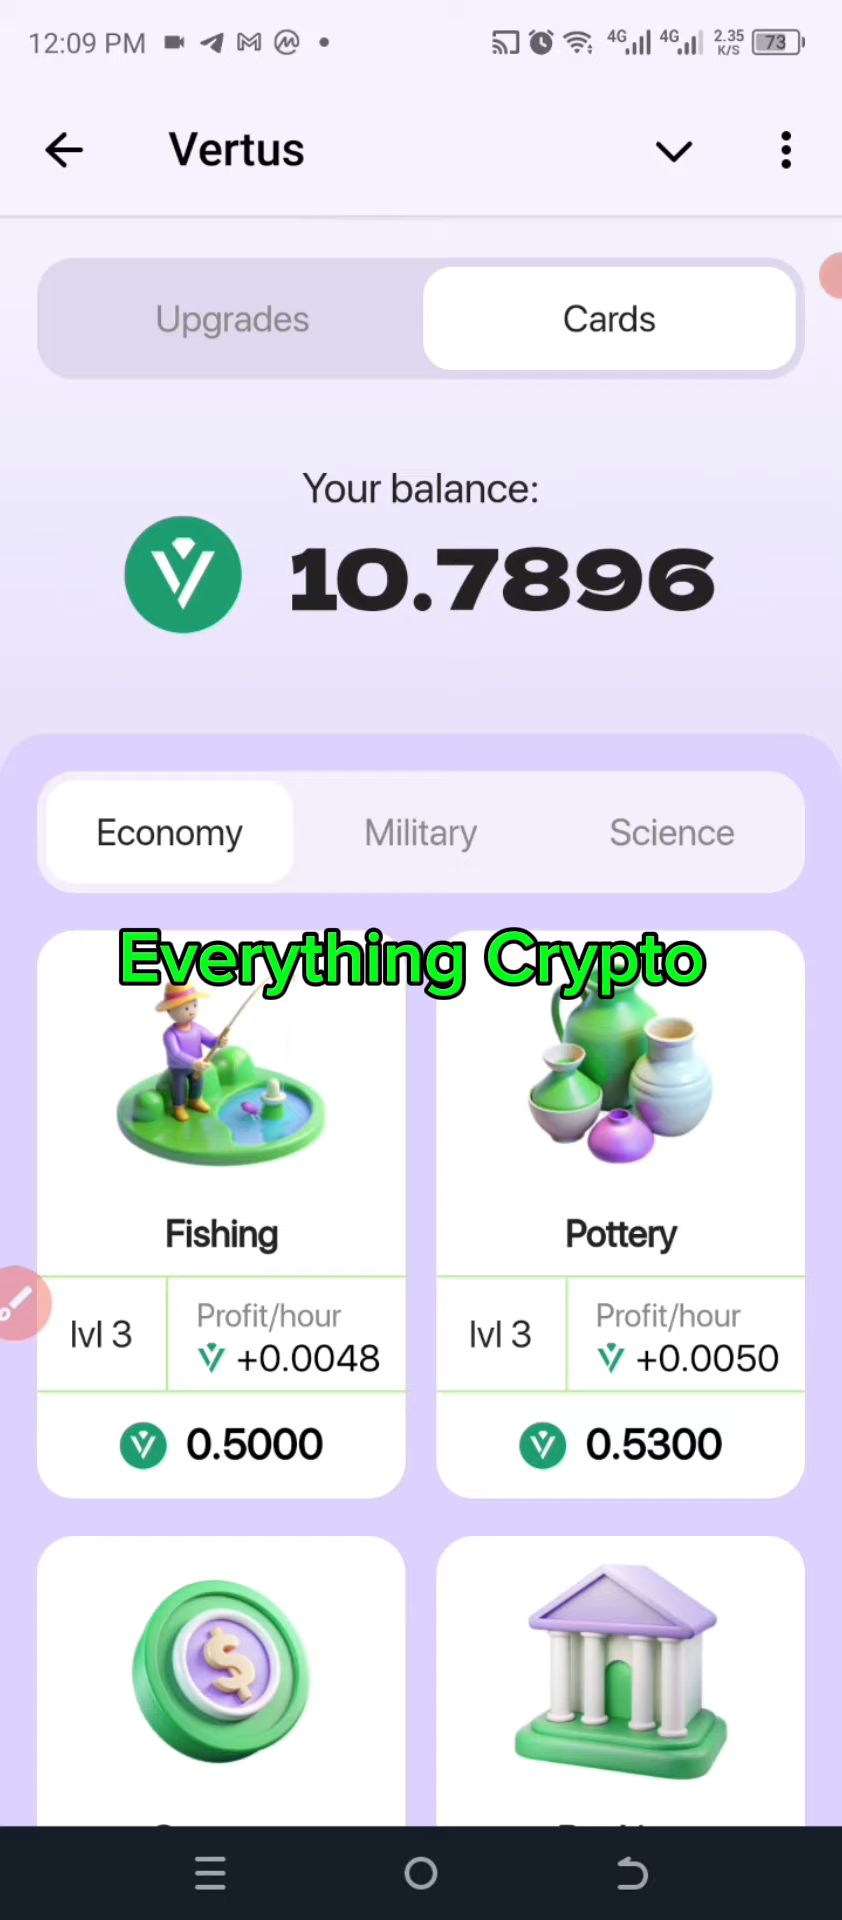 12:09 PM
4G 4G 2.35 K/S 73
Vertus
Upgrades Cards
Your balance:
10.7896
Economy Military Science
Everything Crypto
Fishing Pottery
lvl 3 Profit/hour +0.0048 lvl 3 Profit/hour +0.0050
0.5000 0.5300